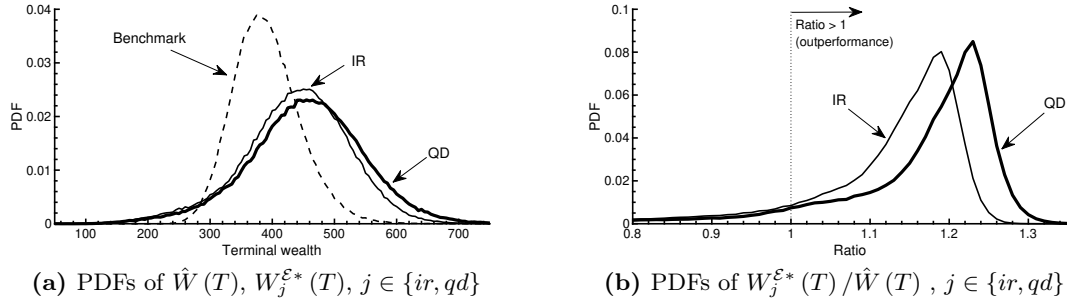 0.04
0.03
0.02
0.01
0
PDF
Benchmark
IR
QD
100 200 300 400 500 600 700
Terminal wealth
(a) PDFs of Ŵ (T), W_j^{ℰ*} (T), j ∈ {ir, qd}
0.1
0.08
0.06
0.04
0.02
0
PDF
Ratio > 1
(outperformance)
IR
QD
0.8 0.9 1 1.1 1.2 1.3
Ratio
(b) PDFs of W_j^{ℰ*} (T) /Ŵ (T) , j ∈ {ir, qd}